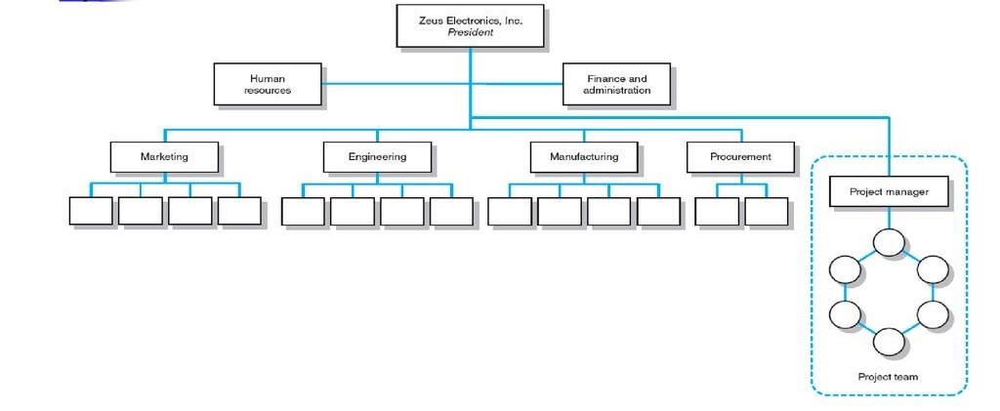 Zeus Electronics, Inc.
President
Human
resources
Finance and
administration
Marketing
Engineering
Manufacturing
Procurement
Project manager
Project team